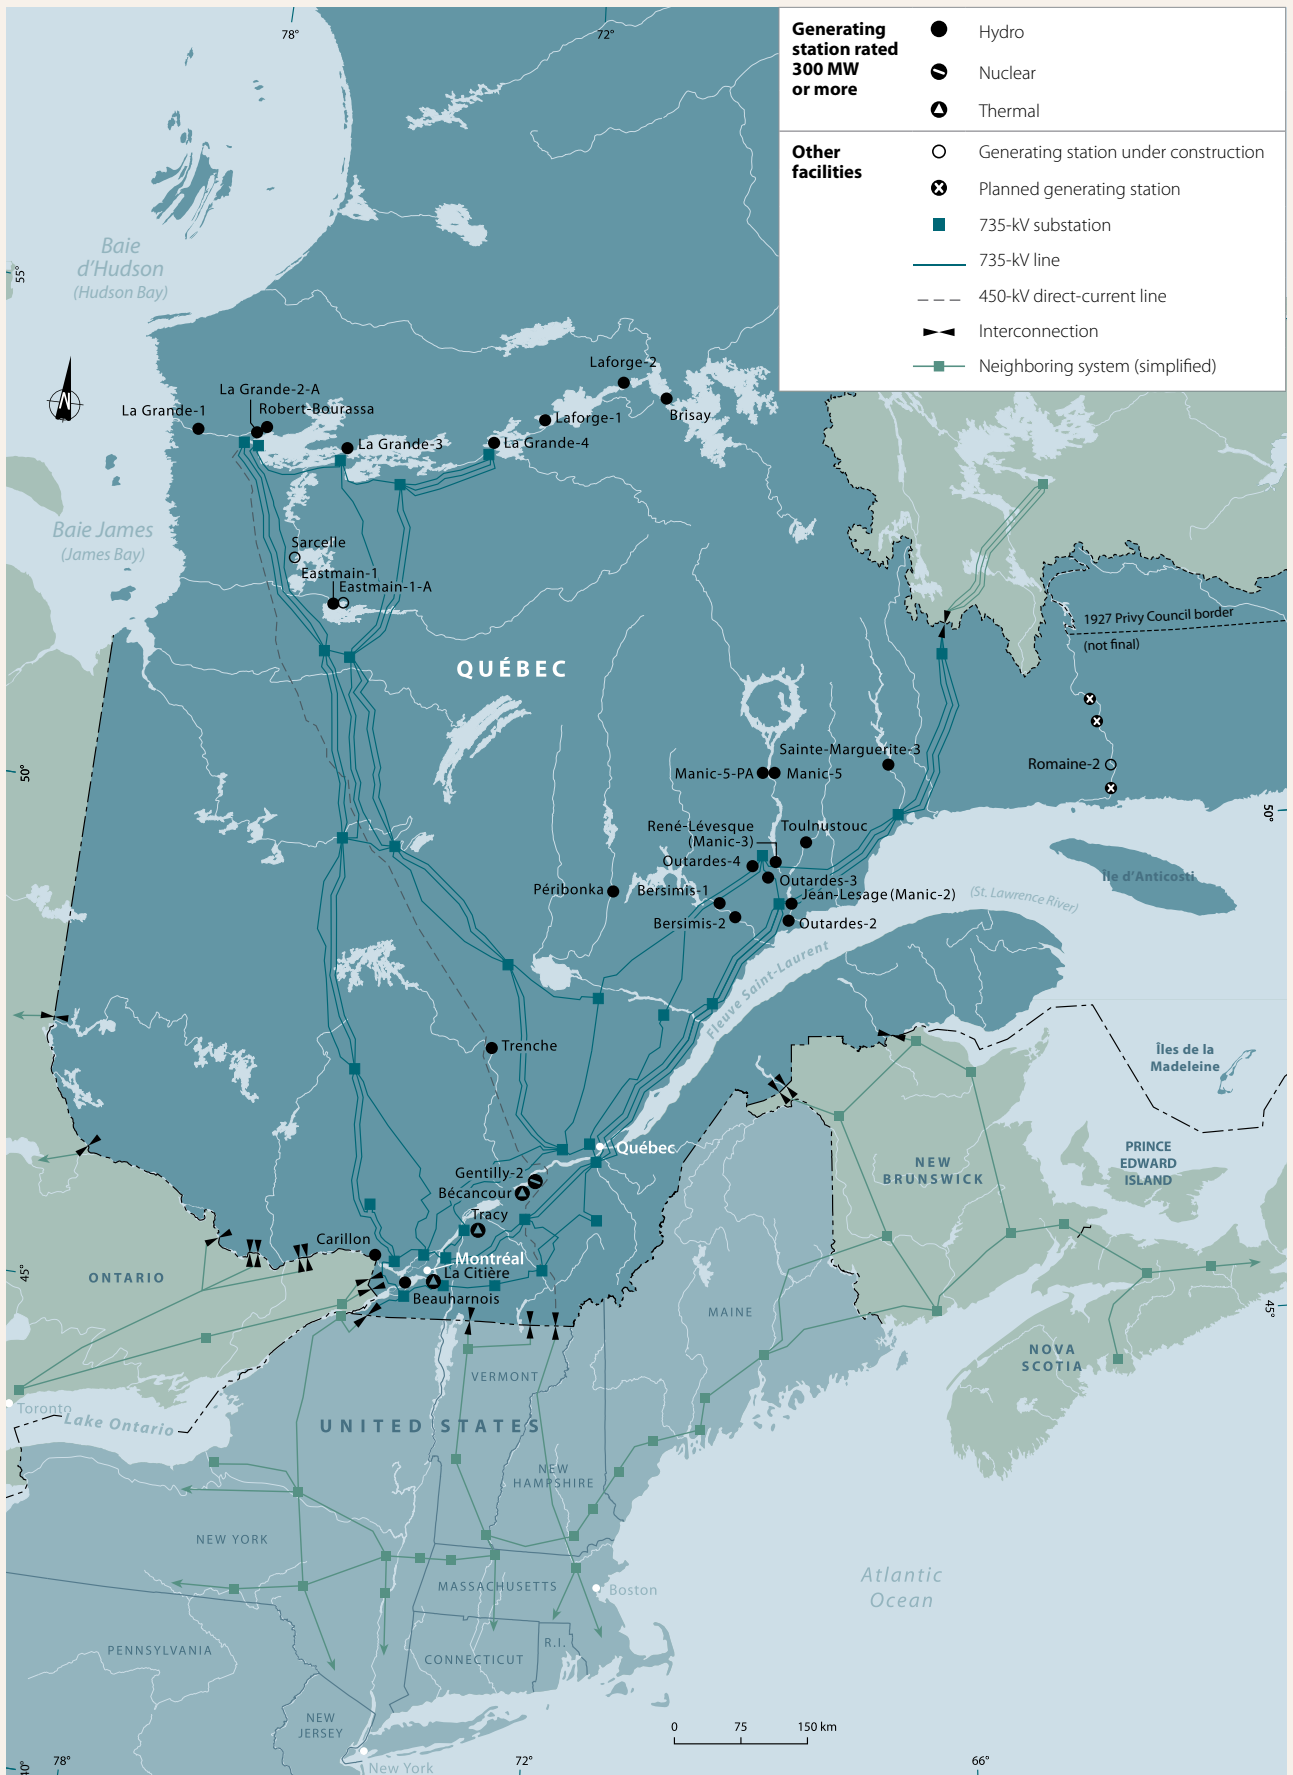 78°
72°
Generating
station rated
300 MW
or more
Hydro
Nuclear
Thermal
Other
facilities
Generating station under construction
Planned generating station
735-kV substation
735-kV line
450-kV direct-current line
Interconnection
Neighboring system (simplified)
Baie
d'Hudson
(Hudson Bay)
55°
N
Laforge-2
La Grande-2-A
Robert-Bourassa
La Grande-1
Brisay
Laforge-1
La Grande-3
La Grande-4
Baie James
(James Bay)
Sarcelle
Eastmain-1
Eastmain-1-A
1927 Privy Council border
(not final)
QUÉBEC
Sainte-Marguerite-3
Manic-5-PA
Manic-5
Romaine-2
50°
50°
René-Lévesque
(Manic-3)
Toulnustouc
Outardes-4
Outardes-3
Île d'Anticosti
Péribonka
Bersimis-1
Jean-Lesage (Manic-2)
(St. Lawrence River)
Bersimis-2
Outardes-2
Fleuve Saint-Laurent
Trenche
Îles de la
Madeleine
Québec
PRINCE
EDWARD
ISLAND
NEW
BRUNSWICK
Gentilly-2
Bécancour
Tracy
Carillon
Montréal
La Citière
Beauharnois
ONTARIO
45°
45°
MAINE
NOVA
SCOTIA
VERMONT
Toronto
Lake Ontario
UNITED STATES
NEW
HAMPSHIRE
NEW YORK
Atlantic
Ocean
MASSACHUSETTS
Boston
PENNSYLVANIA
R.I.
CONNECTICUT
NEW
JERSEY
0 75 150 km
New York
40°
78°
72°
66°